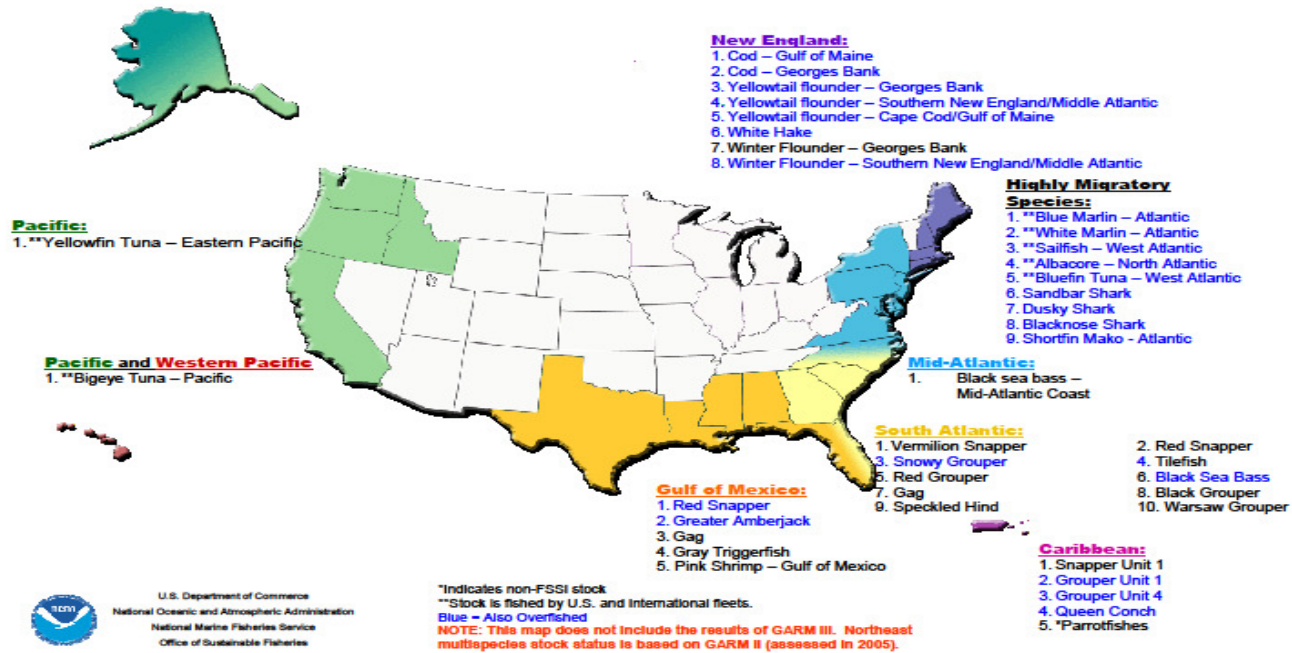 New England:
1. Cod – Gulf of Maine
2. Cod – Georges Bank
3. Yellowtail flounder – Georges Bank
4. Yellowtail flounder – Southern New England/Middle Atlantic
5. Yellowtail flounder – Cape Cod/Gulf of Maine
6. White Hake
7. Winter Flounder – Georges Bank
8. Winter Flounder – Southern New England/Middle Atlantic
Highly Migratory
Species:
1. **Blue Marlin – Atlantic
2. **White Marlin – Atlantic
3. **Sailfish – West Atlantic
4. **Albacore – North Atlantic
5. **Bluefin Tuna – West Atlantic
6. Sandbar Shark
7. Dusky Shark
8. Blacknose Shark
9. Shortfin Mako - Atlantic
Pacific:
1. **Yellowfin Tuna – Eastern Pacific
Pacific and Western Pacific
1. **Bigeye Tuna – Pacific
Mid-Atlantic:
1. Black sea bass –
Mid-Atlantic Coast
South Atlantic:
1. Vermilion Snapper 2. Red Snapper
3. Snowy Grouper 4. Tilefish
5. Red Grouper 6. Black Sea Bass
7. Gag 8. Black Grouper
9. Speckled Hind 10. Warsaw Grouper
Gulf of Mexico:
1. Red Snapper
2. Greater Amberjack
3. Gag
4. Gray Triggerfish
5. Pink Shrimp – Gulf of Mexico
Caribbean:
1. Snapper Unit 1
2. Grouper Unit 1
3. Grouper Unit 4
4. Queen Conch
5. *Parrotfishes
noaa
U.S. Department of Commerce
National Oceanic and Atmospheric Administration
National Marine Fisheries Service
Office of Sustainable Fisheries
*Indicates non-FSSI stock
**Stock is fished by U.S. and International fleets.
Blue = Also Overfished
NOTE: This map does not include the results of GARM III. Northeast
multispecies stock status is based on GARM II (assessed in 2005).